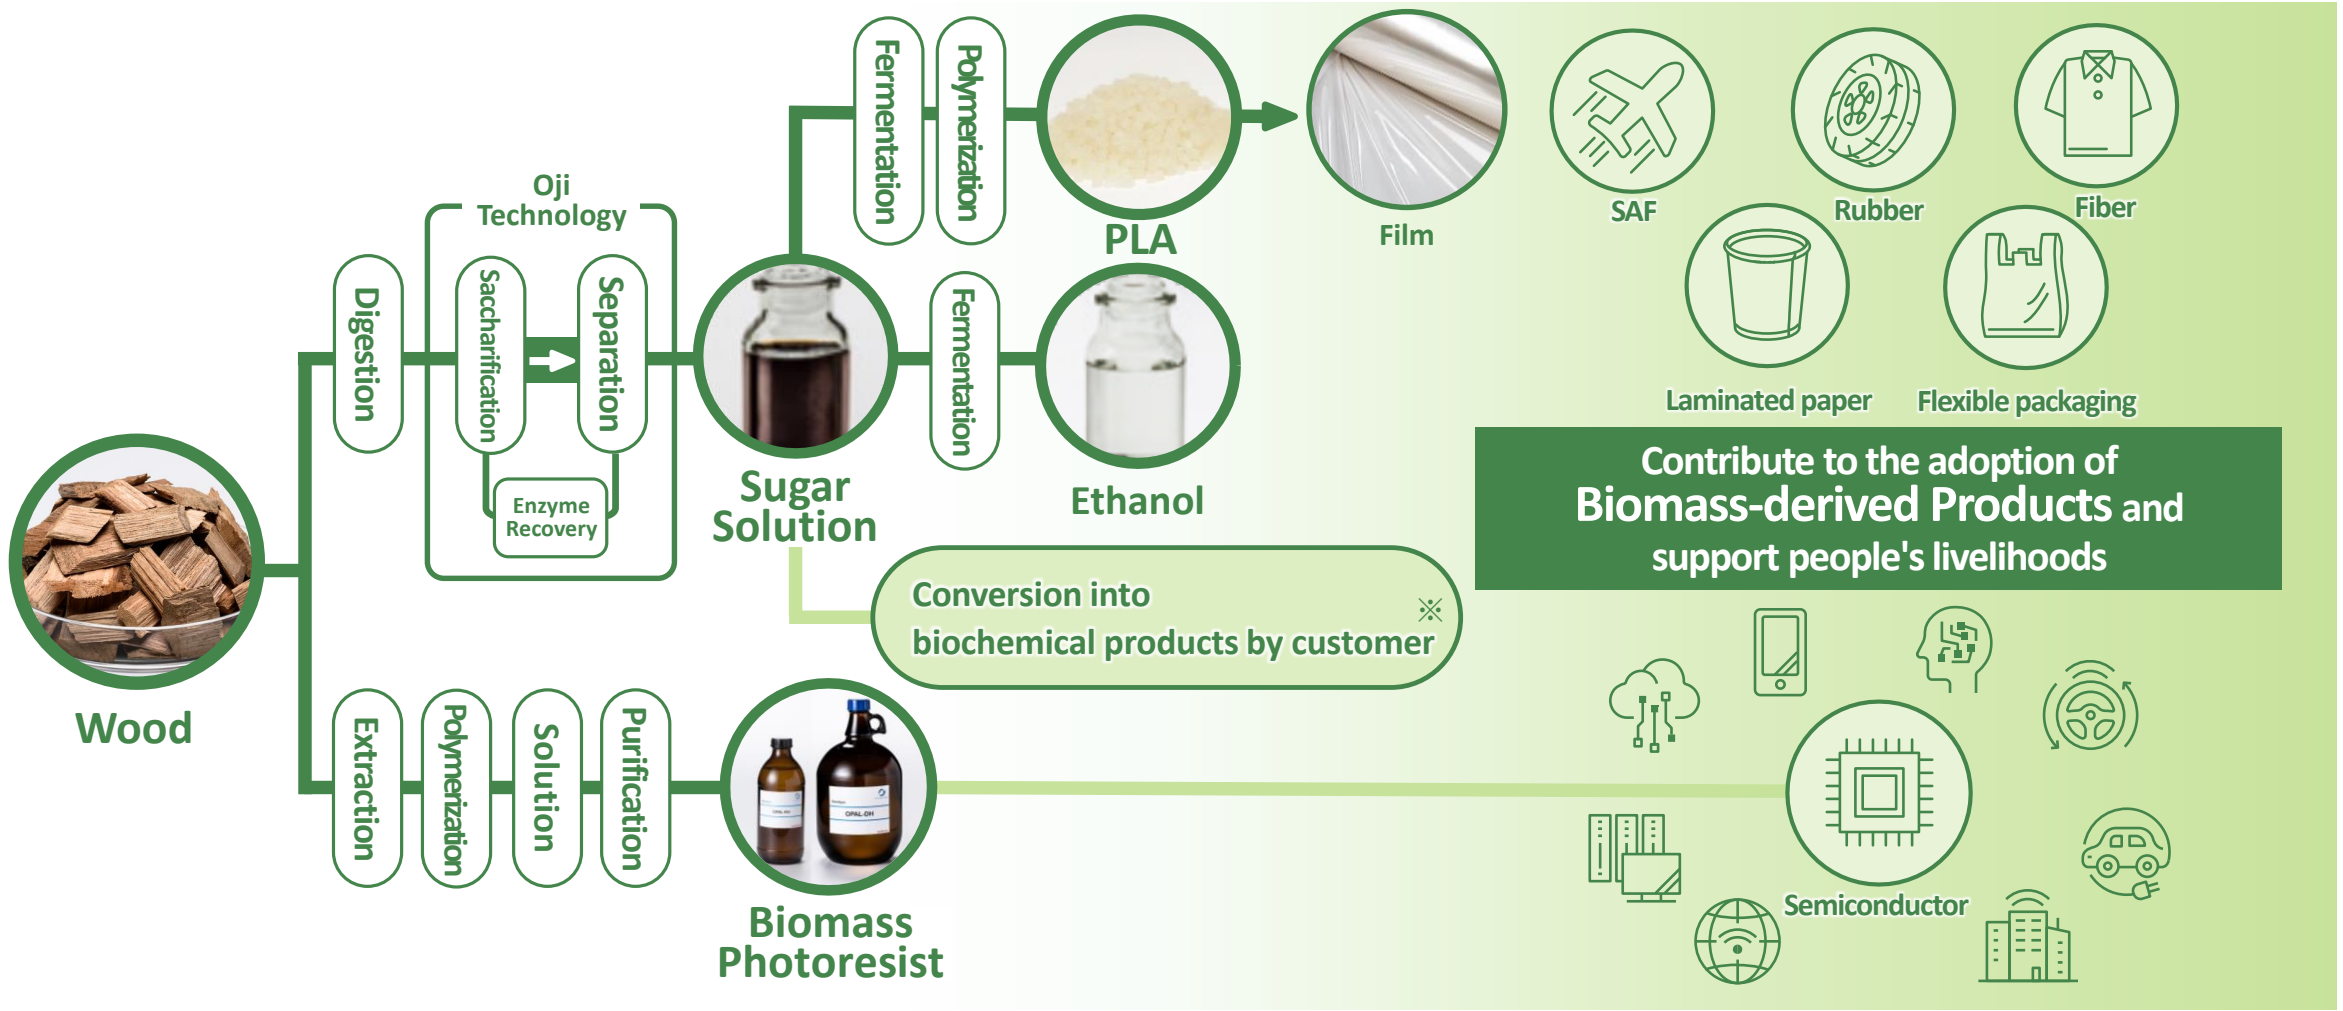 Fermentation
Polymerization
PLA
Film
SAF
Rubber
Fiber
Oji
Technology
Digestion
Saccharification
Separation
Enzyme
Recovery
Sugar
Solution
Fermentation
Ethanol
Laminated paper
Flexible packaging
Contribute to the adoption of
Biomass-derived Products and
support people's livelihoods
Conversion into
biochemical products by customer
※
Wood
Extraction
Polymerization
Solution
Purification
OPAL-DH
Biomass
Photoresist
Semiconductor